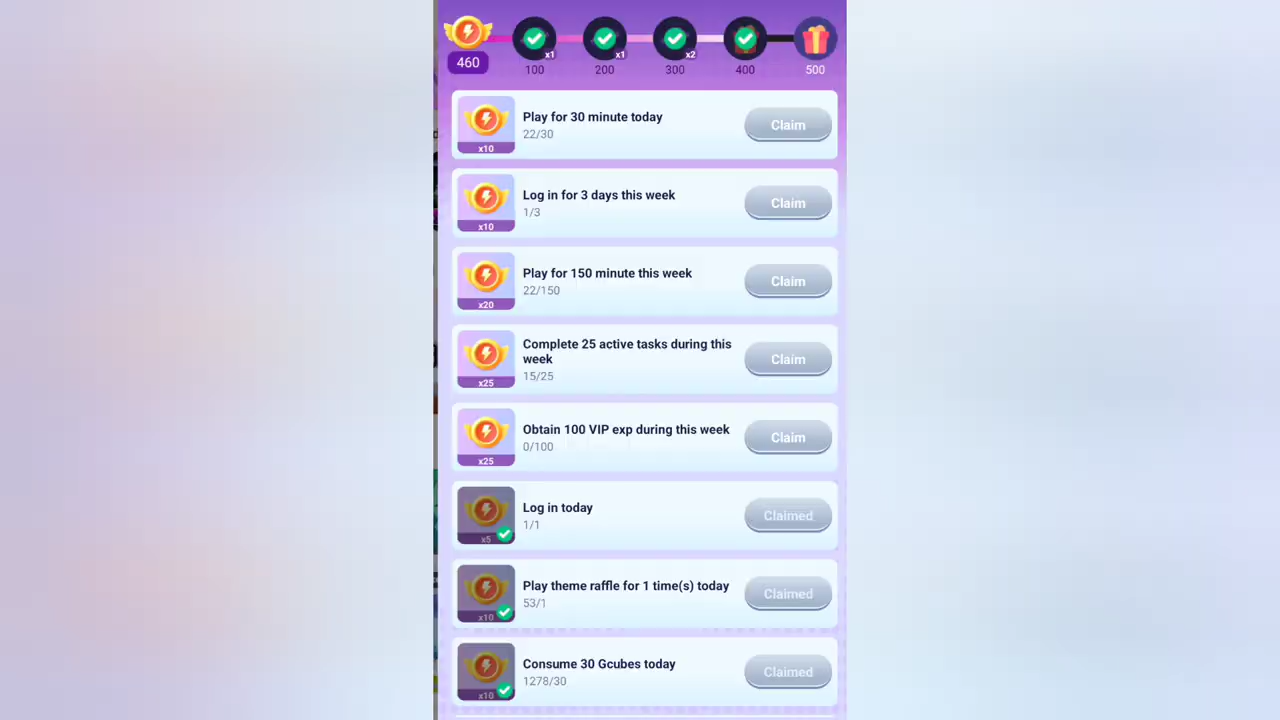 460
x1
x1
x2
100
200
300
400
500
Play for 30 minute today
22/30
x10
Claim
Log in for 3 days this week
1/3
x10
Claim
Play for 150 minute this week
22/150
x20
Claim
Complete 25 active tasks during this
week
15/25
x25
Claim
Obtain 100 VIP exp during this week
0/100
x25
Claim
Log in today
1/1
x5
Claimed
Play theme raffle for 1 time(s) today
53/1
x10
Claimed
Consume 30 Gcubes today
1278/30
x10
Claimed